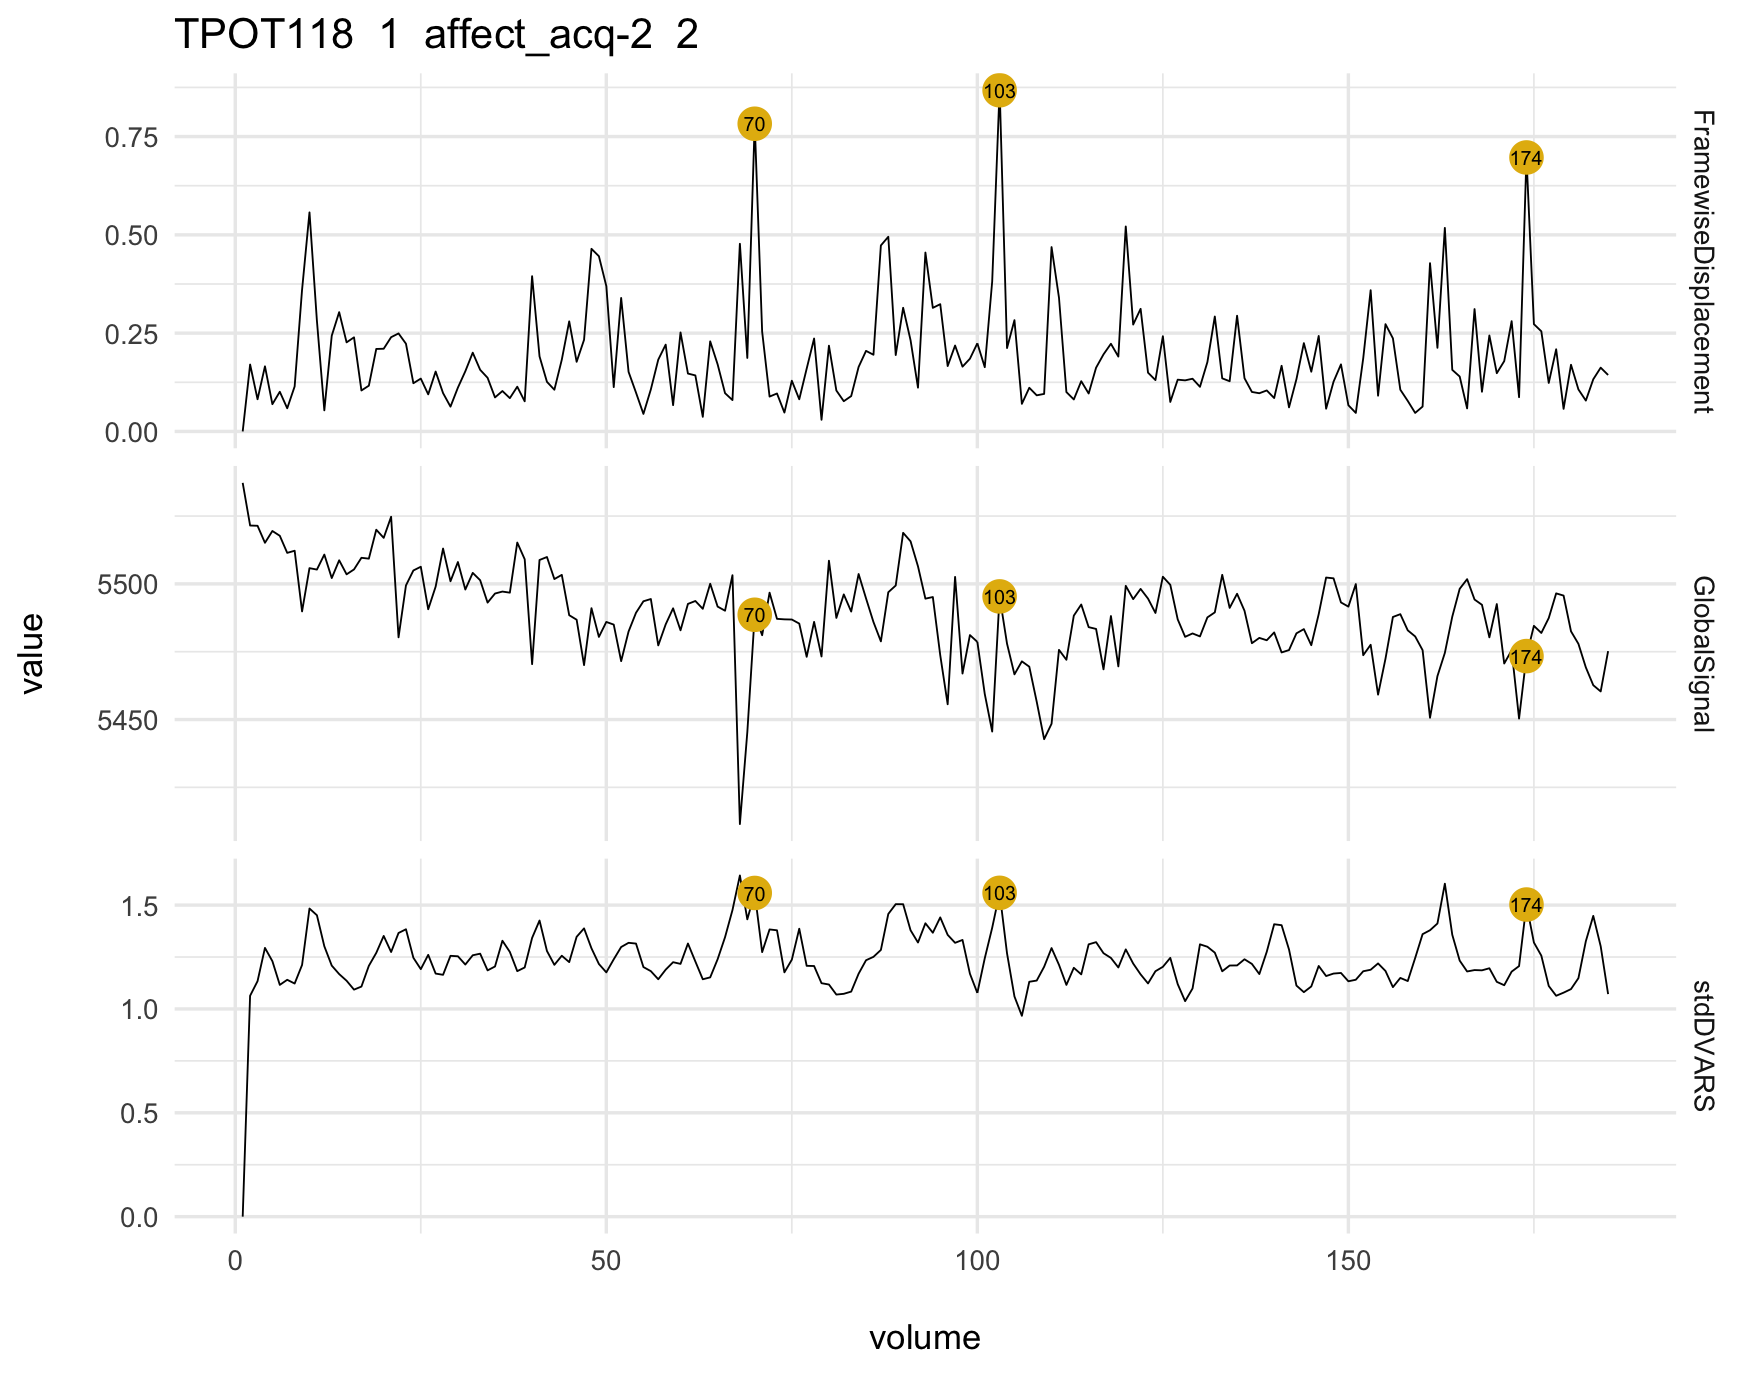 TPOT118 1 affect_acq-2 2
103
70
174
0.75
0.50
0.25
0.00
FramewiseDisplacement
5500
5450
70
103
174
GlobalSignal
value
1.5
1.0
0.5
0.0
70
103
174
stdDVARS
0 50 100 150
volume